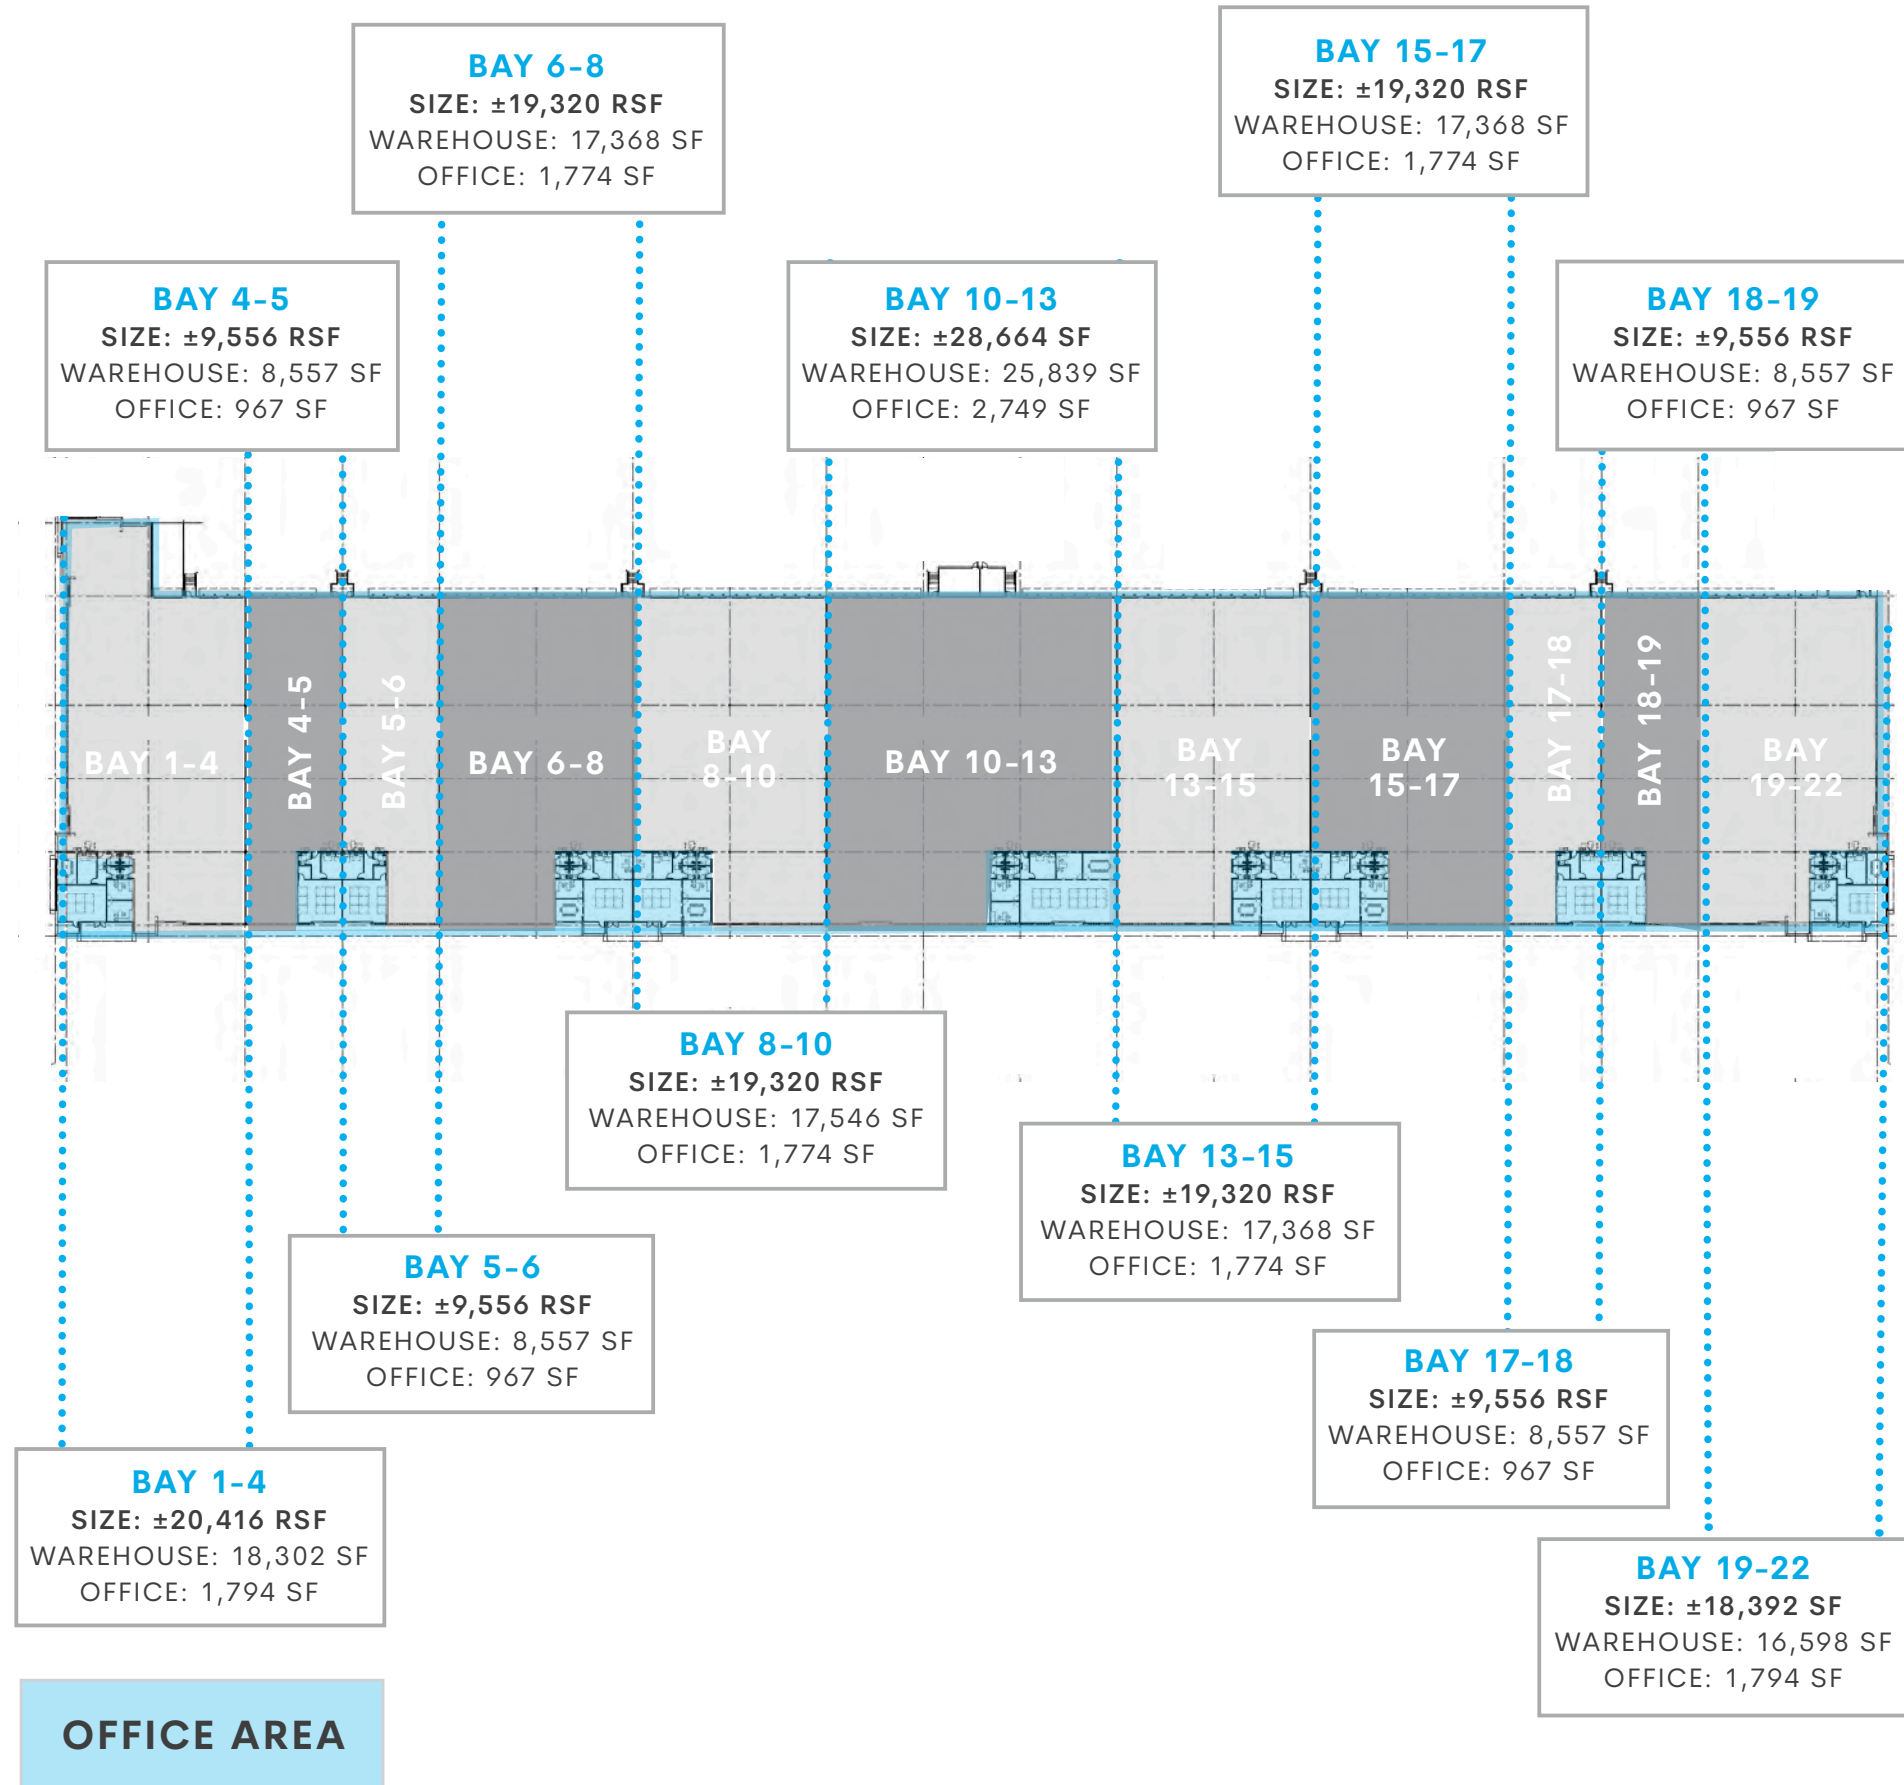 BAY 6-8
SIZE: ±19,320 RSF
WAREHOUSE: 17,368 SF
OFFICE: 1,774 SF
BAY 15-17
SIZE: ±19,320 RSF
WAREHOUSE: 17,368 SF
OFFICE: 1,774 SF
BAY 4-5
SIZE: ±9,556 RSF
WAREHOUSE: 8,557 SF
OFFICE: 967 SF
BAY 10-13
SIZE: ±28,664 SF
WAREHOUSE: 25,839 SF
OFFICE: 2,749 SF
BAY 18-19
SIZE: ±9,556 RSF
WAREHOUSE: 8,557 SF
OFFICE: 967 SF
BAY 1-4
BAY 4-5
BAY 5-6
BAY 6-8
BAY
8-10
BAY 10-13
BAY
13-15
BAY
15-17
BAY 17-18
BAY 18-19
BAY
19-22
BAY 8-10
SIZE: ±19,320 RSF
WAREHOUSE: 17,546 SF
OFFICE: 1,774 SF
BAY 13-15
SIZE: ±19,320 RSF
WAREHOUSE: 17,368 SF
OFFICE: 1,774 SF
BAY 5-6
SIZE: ±9,556 RSF
WAREHOUSE: 8,557 SF
OFFICE: 967 SF
BAY 17-18
SIZE: ±9,556 RSF
WAREHOUSE: 8,557 SF
OFFICE: 967 SF
BAY 1-4
SIZE: ±20,416 RSF
WAREHOUSE: 18,302 SF
OFFICE: 1,794 SF
BAY 19-22
SIZE: ±18,392 SF
WAREHOUSE: 16,598 SF
OFFICE: 1,794 SF
OFFICE AREA